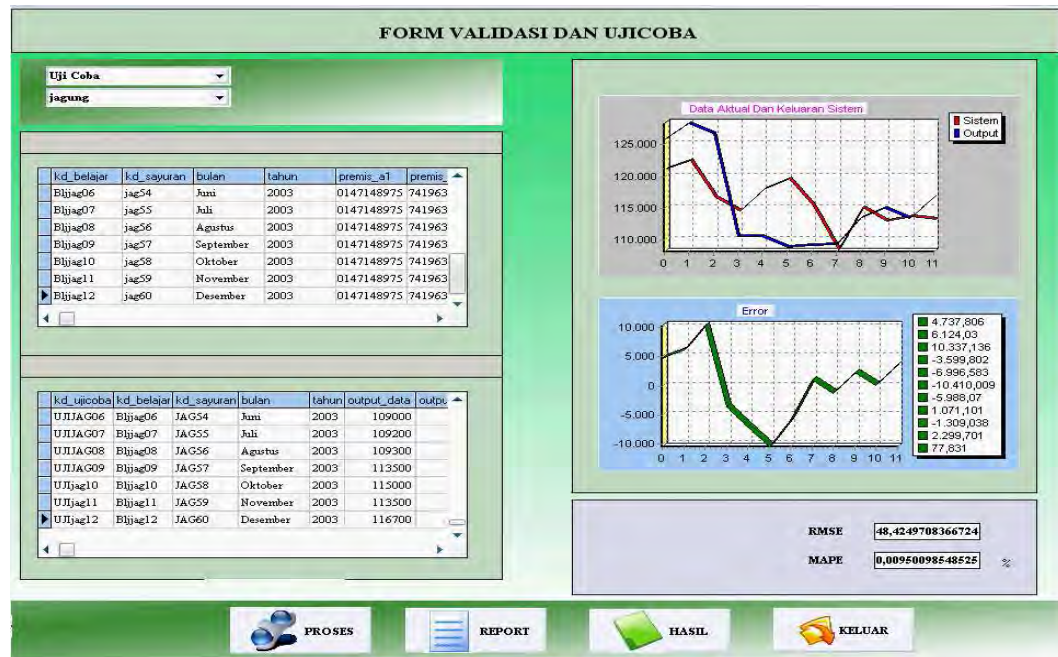 FORM VALIDASI DAN UJICOBA
Uji Coba
jagung
kd_belajar kd_sayuran bulan tahun premis_a1 premis_
Bljjag06 jag54 Juni 2003 0147148975 741963
Bljjag07 jag55 Juli 2003 0147148975 741963
Bljjag08 jag56 Agustus 2003 0147148975 741963
Bljjag09 jag57 September 2003 0147148975 741963
Bljjag10 jag58 Oktober 2003 0147148975 741963
Bljjag11 jag59 November 2003 0147148975 741963
Bljjag12 jag60 Desember 2003 0147148975 741963
kd_ujicoba kd_belajar kd_sayuran bulan tahun output_data outpu
UJIJAG06 Bljjag06 JAG54 Juni 2003 109000
UJIJAG07 Bljjag07 JAG55 Juli 2003 109200
UJIJAG08 Bljjag08 JAG56 Agustus 2003 109300
UJIJAG09 Bljjag09 JAG57 September 2003 113500
UJIjag10 Bljjag10 JAG58 Oktober 2003 115000
UJIjag11 Bljjag11 JAG59 November 2003 113500
UJIjag12 Bljjag12 JAG60 Desember 2003 116700
Data Aktual Dan Keluaran Sistem
Sistem
Output
125.000
120.000
115.000
110.000
0 1 2 3 4 5 6 7 8 9 10 11
Error
10.000
5.000
0
-5.000
-10.000
0 1 2 3 4 5 6 7 8 9 10 11
4.737,806
6.124,03
10.337,136
-3.599,802
-6.996,583
-10.410,009
-5.988,07
1.071,101
-1.309,038
2.299,701
77,831
RMSE 48,4249708366724
MAPE 0,00950098548525 %
PROSES
REPORT
HASIL
KELUAR